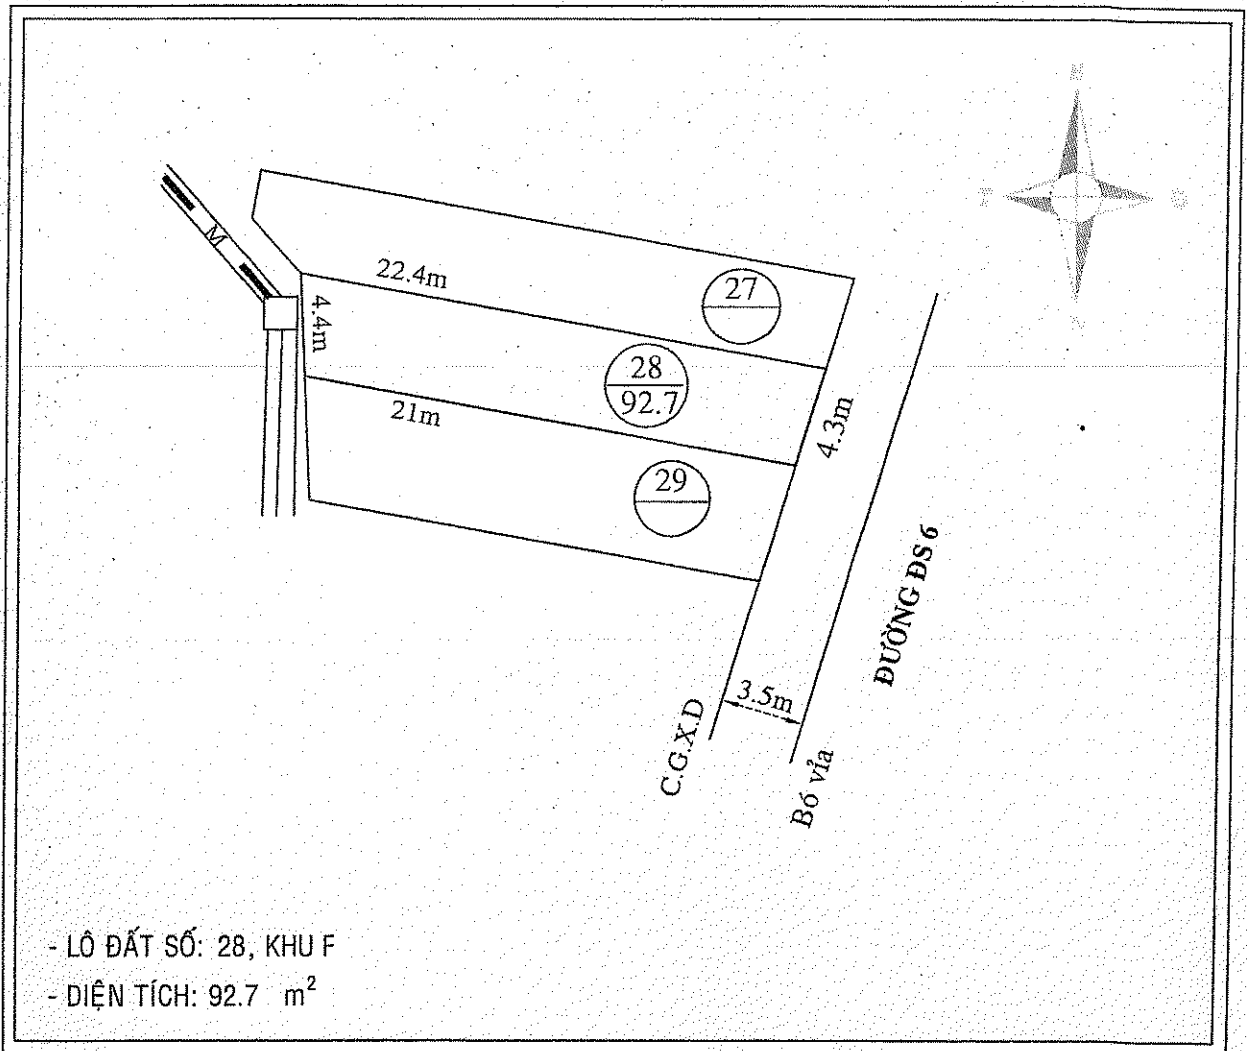 B
T
Đ
N
M
22.4m
27
4.4m
28
92.7
21m
4.3m
29
ĐƯỜNG ĐS 6
3.5m
C.G.X.D
Bó vỉa
- LÔ ĐẤT SỐ: 28, KHU F
- DIỆN TÍCH: 92.7 m²